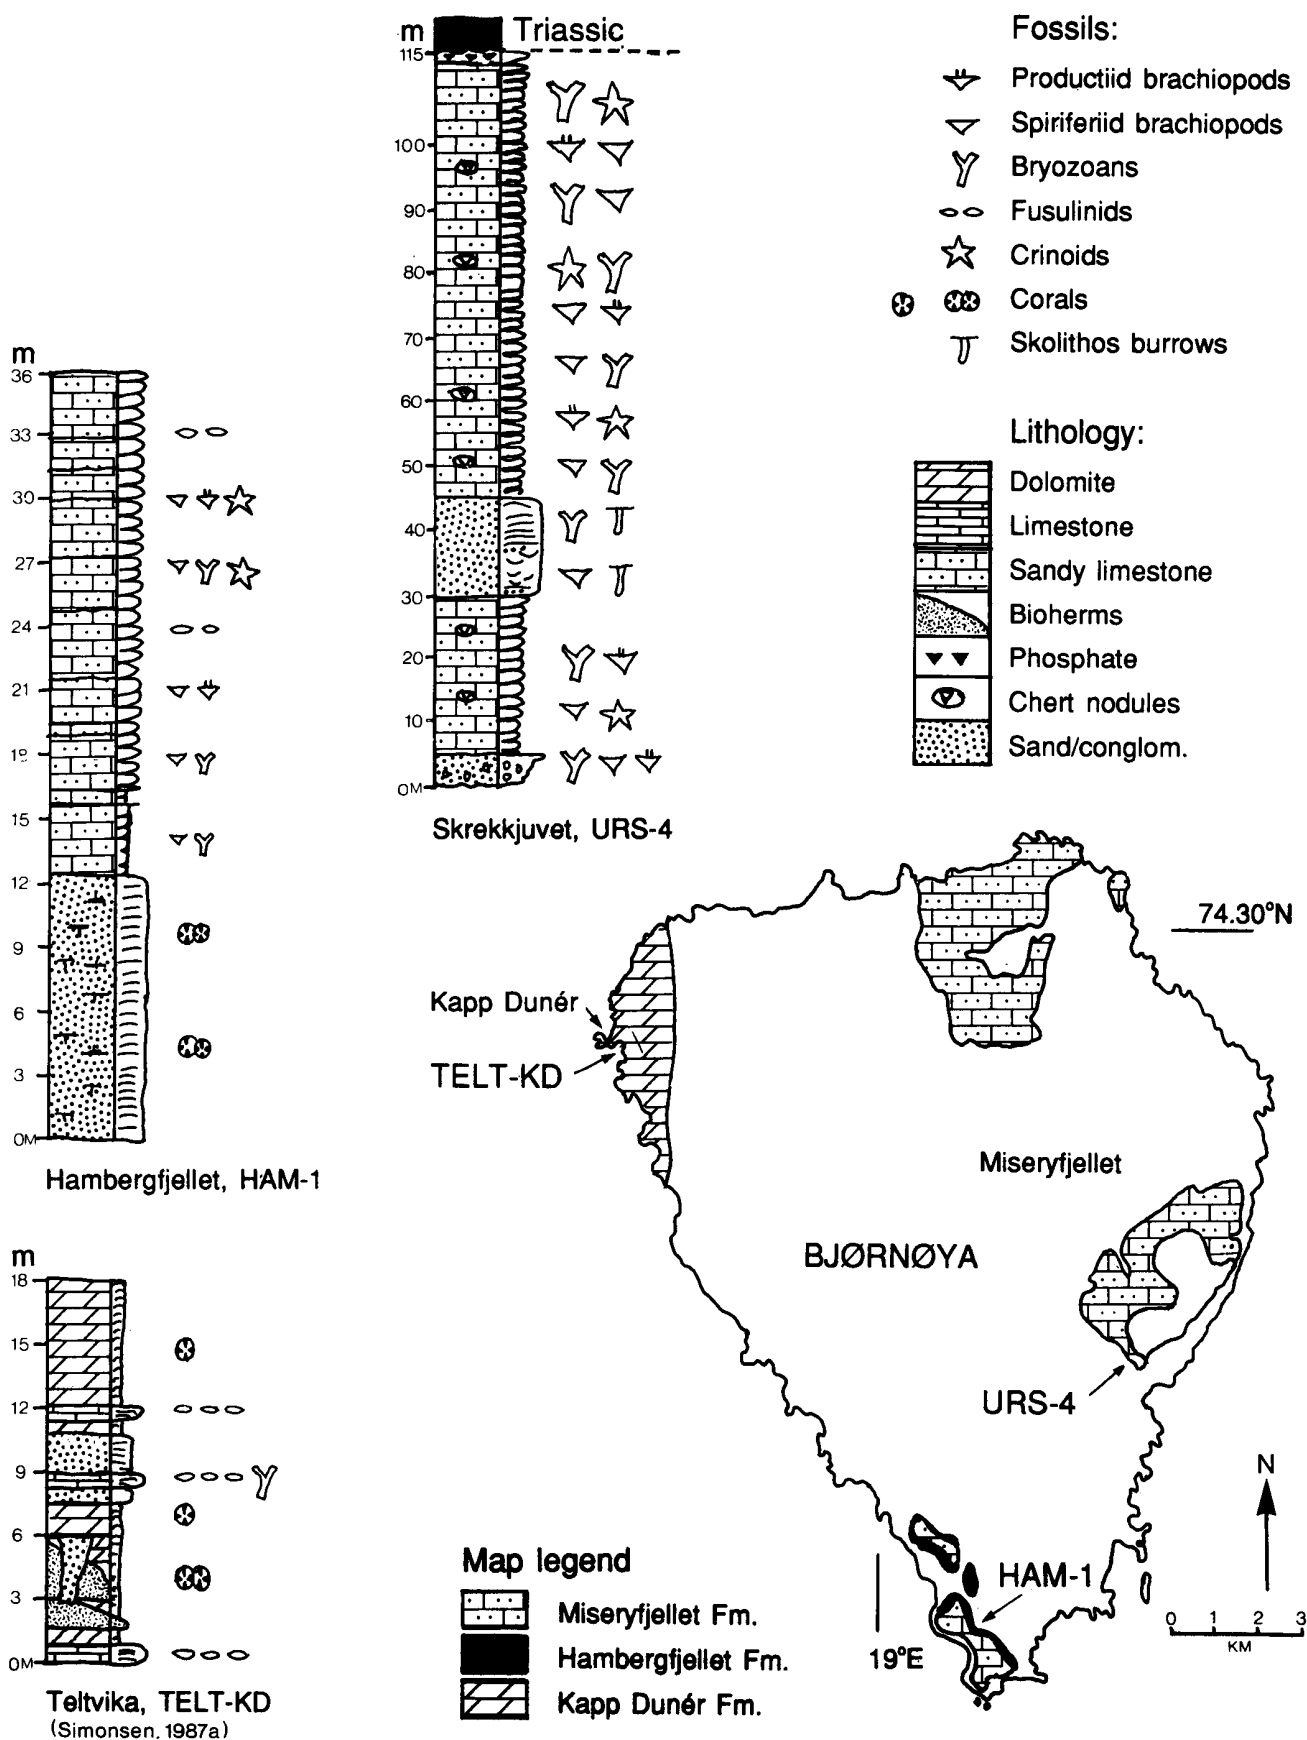 m
Triassic
115
100
90
80
70
60
50
40
30
20
10
0M
Skrekkjuvet, URS-4
Fossils:
Productiid brachiopods
Spiriferiid brachiopods
Bryozoans
Fusulinids
Crinoids
Corals
Skolithos burrows
Lithology:
Dolomite
Limestone
Sandy limestone
Bioherms
Phosphate
Chert nodules
Sand/conglom.
m
36
33
39
27
24
21
19
15
12
9
6
3
0M
Hambergfjellet, HAM-1
m
18
15
12
9
6
3
0M
Teltvika, TELT-KD
(Simonsen, 1987a)
74.30°N
Kapp Dunér
TELT-KD
Miseryfjellet
BJØRNØYA
URS-4
N
HAM-1
19°E
0 1 2 3
KM
Map legend
Miseryfjellet Fm.
Hambergfjellet Fm.
Kapp Dunér Fm.